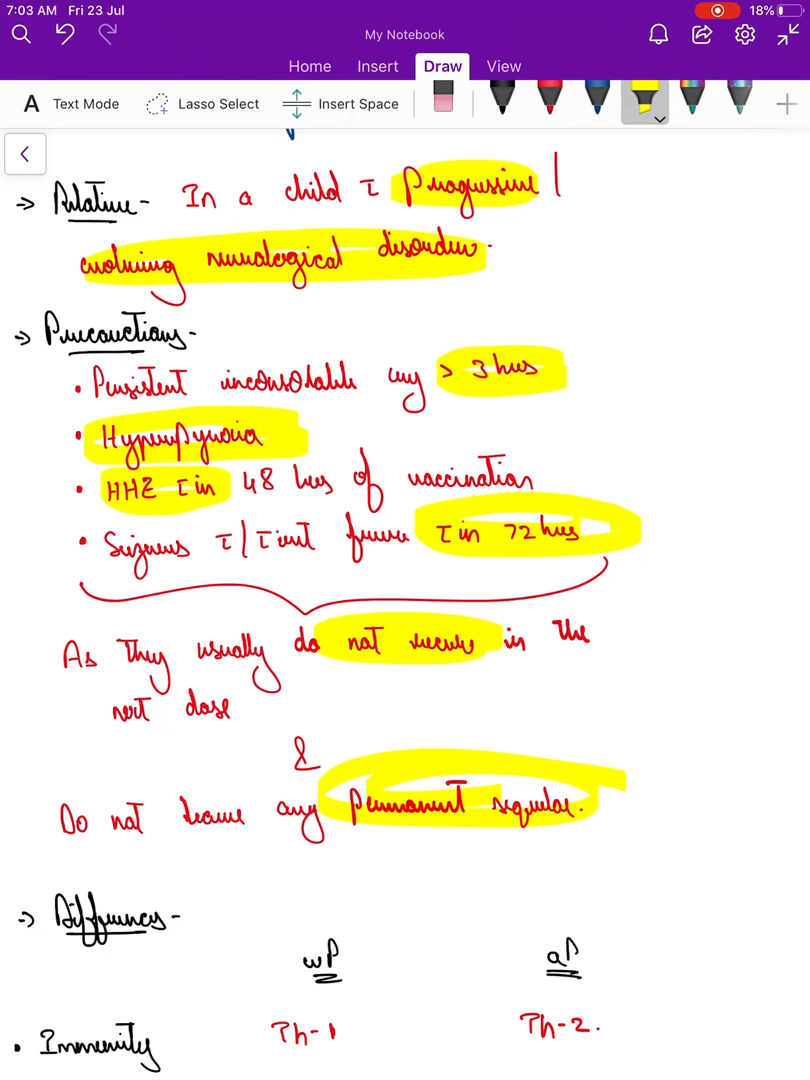 7:03 AM Fri 23 Jul 18%
My Notebook
Home Insert Draw View
A Text Mode Lasso Select Insert Space
→ Relative - In a child c̄ Progressive /
evolving neurological disorder.
→ Precautions -
• Persistent inconsolable cry > 3 hrs
• Hyperpyrexia
• HHE c̄ in 48 hrs of vaccination
• Seizures c̄ / c̄out fever c̄ in 72 hrs
As they usually do not recur in the
next dose
&
Do not leave any permanent sequelae.
→ Differences -
wP aP
• Immunity Th-1 Th-2.